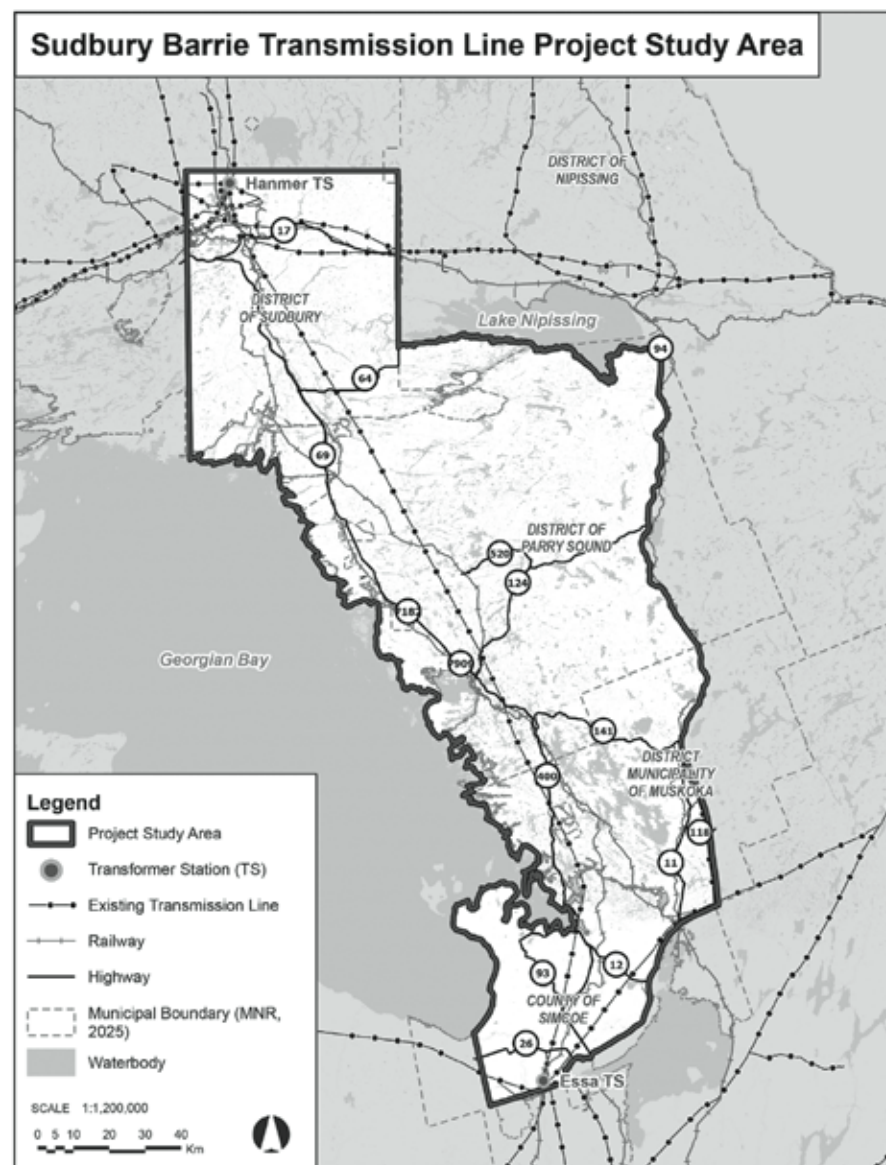 Sudbury Barrie Transmission Line Project Study Area
DISTRICT OF
NIPISSING
Hanmer TS
17
DISTRICT
OF SUDBURY
Lake Nipissing
94
64
69
DISTRICT OF
PARRY SOUND
520
124
7182
Georgian Bay
141
DISTRICT
MUNICIPALITY
OF MUSKOKA
400
118
11
12
93
COUNTY OF
SIMCOE
26
Essa TS
Legend
Project Study Area
Transformer Station (TS)
Existing Transmission Line
Railway
Highway
Municipal Boundary (MNR,
2025)
Waterbody
SCALE 1:1,200,000
0 5 10 20 30 40
Km